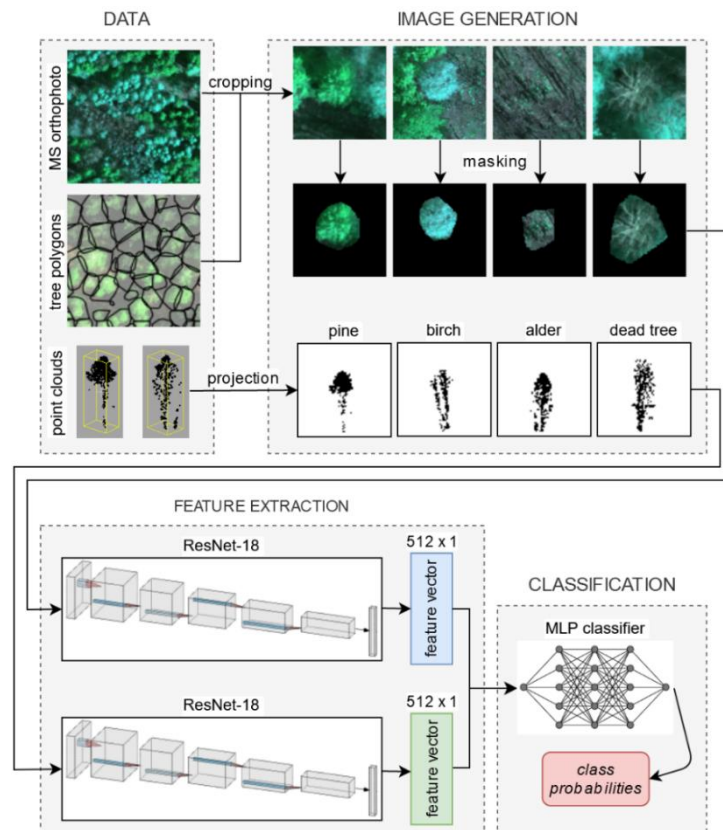 DATA
IMAGE GENERATION
MS orthophoto
cropping
masking
tree polygons
pine
birch
alder
dead tree
point clouds
projection
FEATURE EXTRACTION
ResNet-18
512 x 1
feature vector
CLASSIFICATION
MLP classifier
ResNet-18
512 x 1
feature vector
class
probabilities